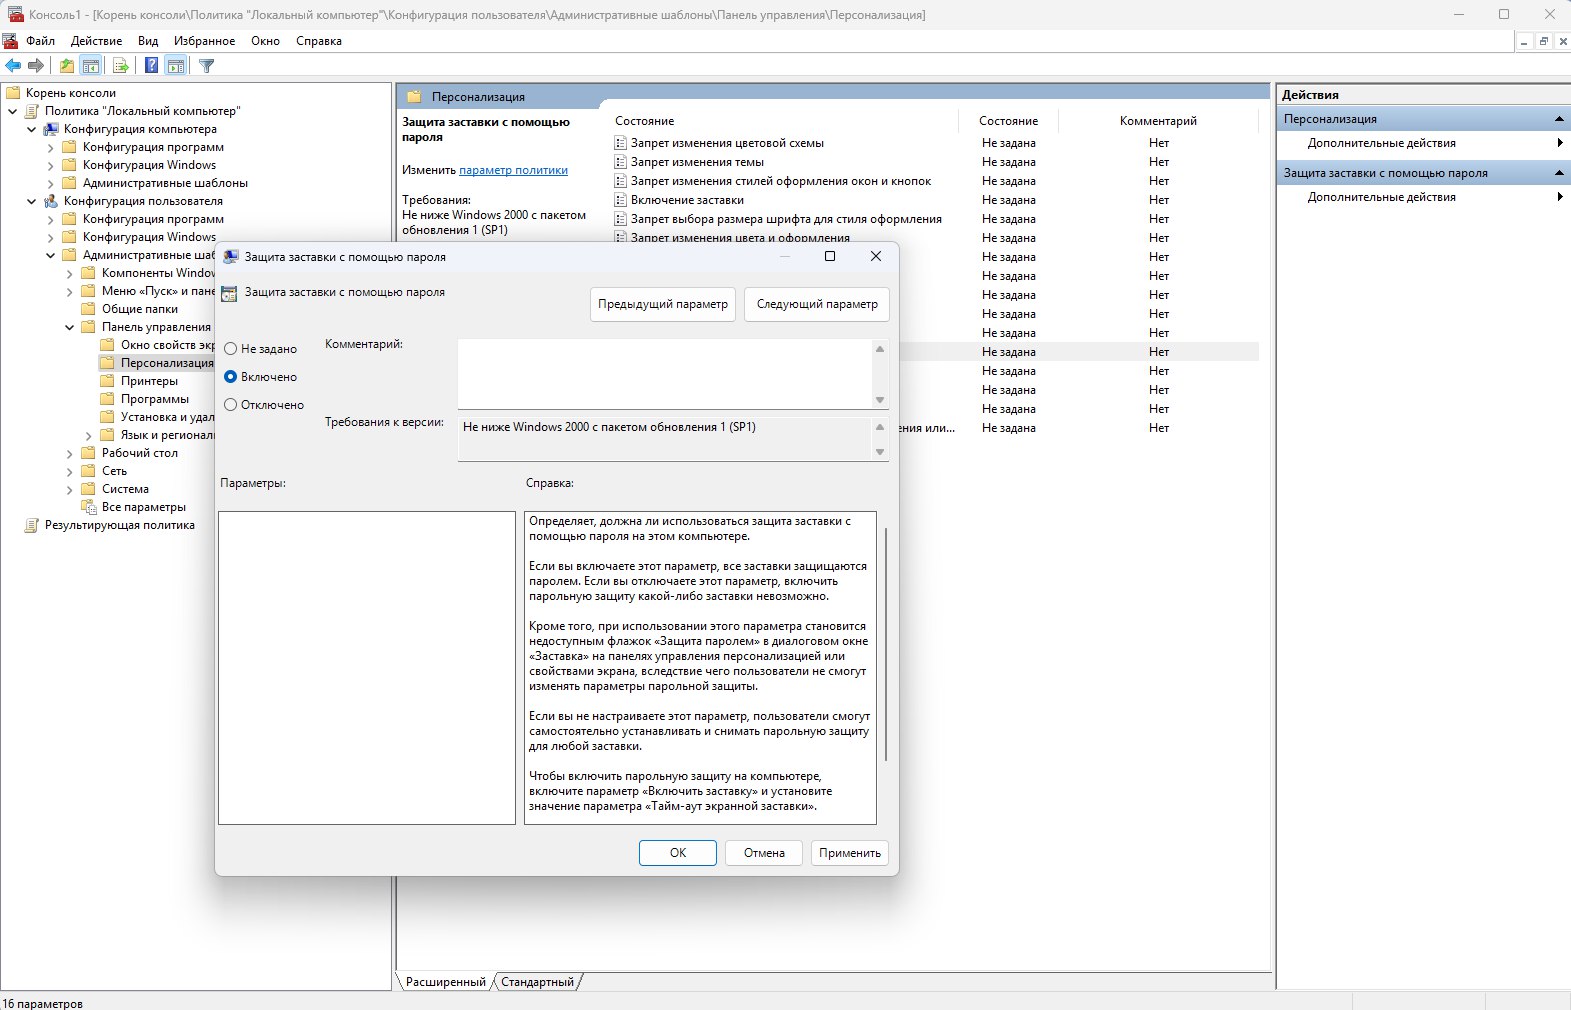 Консоль1 - [Корень консоли\Политика "Локальный компьютер"\Конфигурация пользователя\Административные шаблоны\Панель управления\Персонализация]
Файл Действие Вид Избранное Окно Справка
Корень консоли
Политика "Локальный компьютер"
Конфигурация компьютера
Конфигурация программ
Конфигурация Windows
Административные шаблоны
Конфигурация пользователя
Конфигурация программ
Конфигурация Windows
Административные шаб
Компоненты Window
Меню «Пуск» и пане
Общие папки
Панель управления
Окно свойств экр
Персонализация
Принтеры
Программы
Установка и удал
Язык и регионалі
Рабочий стол
Сеть
Система
Все параметры
Результирующая политика
Персонализация
Защита заставки с помощью пароля
Изменить параметр политики
Требования:
Не ниже Windows 2000 с пакетом обновления 1 (SP1)
Состояние Состояние Комментарий
Запрет изменения цветовой схемы Не задана Нет
Запрет изменения темы Не задана Нет
Запрет изменения стилей оформления окон и кнопок Не задана Нет
Включение заставки Не задана Нет
Запрет выбора размера шрифта для стиля оформления Не задана Нет
Запрет изменения цвета и оформления Не задана Нет
Не задана Нет
Не задана Нет
Не задана Нет
Не задана Нет
Не задана Нет
Не задана Нет
Не задана Нет
Не задана Нет
Не задана Нет
ения или... Не задана Нет
Защита заставки с помощью пароля
Защита заставки с помощью пароля
Предыдущий параметр Следующий параметр
Не задано
Включено
Отключено
Комментарий:
Требования к версии:
Не ниже Windows 2000 с пакетом обновления 1 (SP1)
Параметры:
Справка:
Определяет, должна ли использоваться защита заставки с
помощью пароля на этом компьютере.
Если вы включаете этот параметр, все заставки защищаются
паролем. Если вы отключаете этот параметр, включить
парольную защиту какой-либо заставки невозможно.
Кроме того, при использовании этого параметра становится
недоступным флажок «Защита паролем» в диалоговом окне
«Заставка» на панелях управления персонализацией или
свойствами экрана, вследствие чего пользователи не смогут
изменять параметры парольной защиты.
Если вы не настраиваете этот параметр, пользователи смогут
самостоятельно устанавливать и снимать парольную защиту
для любой заставки.
Чтобы включить парольную защиту на компьютере,
включите параметр «Включить заставку» и установите
значение параметра «Тайм-аут экранной заставки».
ОК Отмена Применить
Расширенный Стандартный
Действия
Персонализация
Дополнительные действия
Защита заставки с помощью пароля
Дополнительные действия
16 параметров